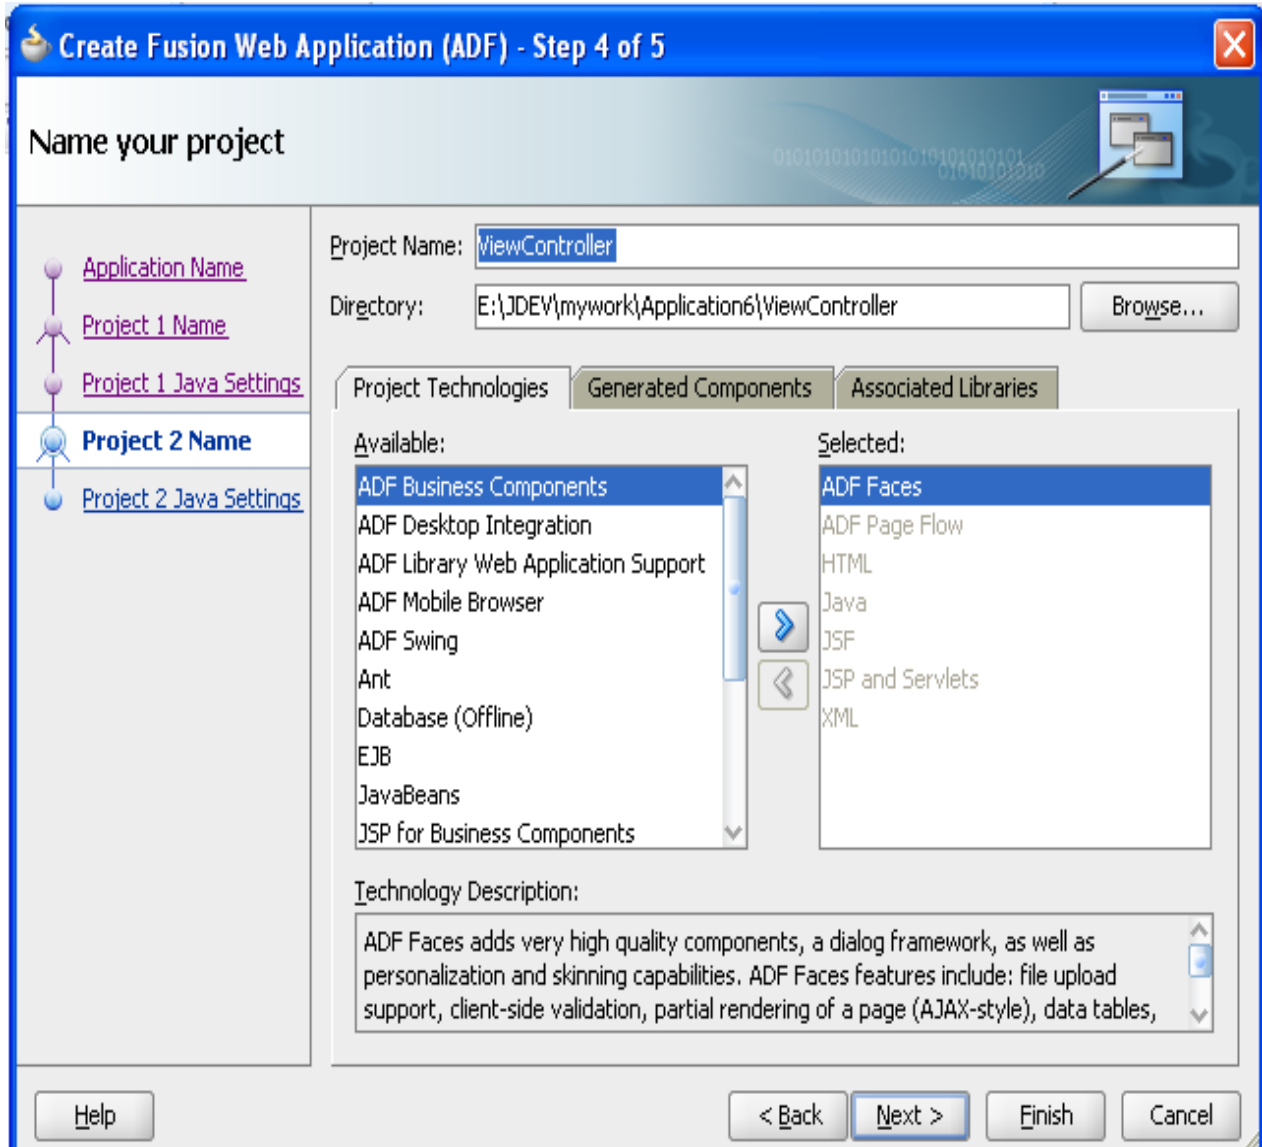 Create Fusion Web Application (ADF) - Step 4 of 5
Name your project
0101010101010101010101010101
01010101010
Application Name
Project 1 Name
Project 1 Java Settings
Project 2 Name
Project 2 Java Settings
Project Name: ViewController
Directory: E:\JDEV\mywork\Application6\ViewController Browse...
Project Technologies Generated Components Associated Libraries
Available:
ADF Business Components
ADF Desktop Integration
ADF Library Web Application Support
ADF Mobile Browser
ADF Swing
Ant
Database (Offline)
EJB
JavaBeans
JSP for Business Components
Selected:
ADF Faces
ADF Page Flow
HTML
Java
JSF
JSP and Servlets
XML
Technology Description:
ADF Faces adds very high quality components, a dialog framework, as well as
personalization and skinning capabilities. ADF Faces features include: file upload
support, client-side validation, partial rendering of a page (AJAX-style), data tables,
Help < Back Next > Finish Cancel